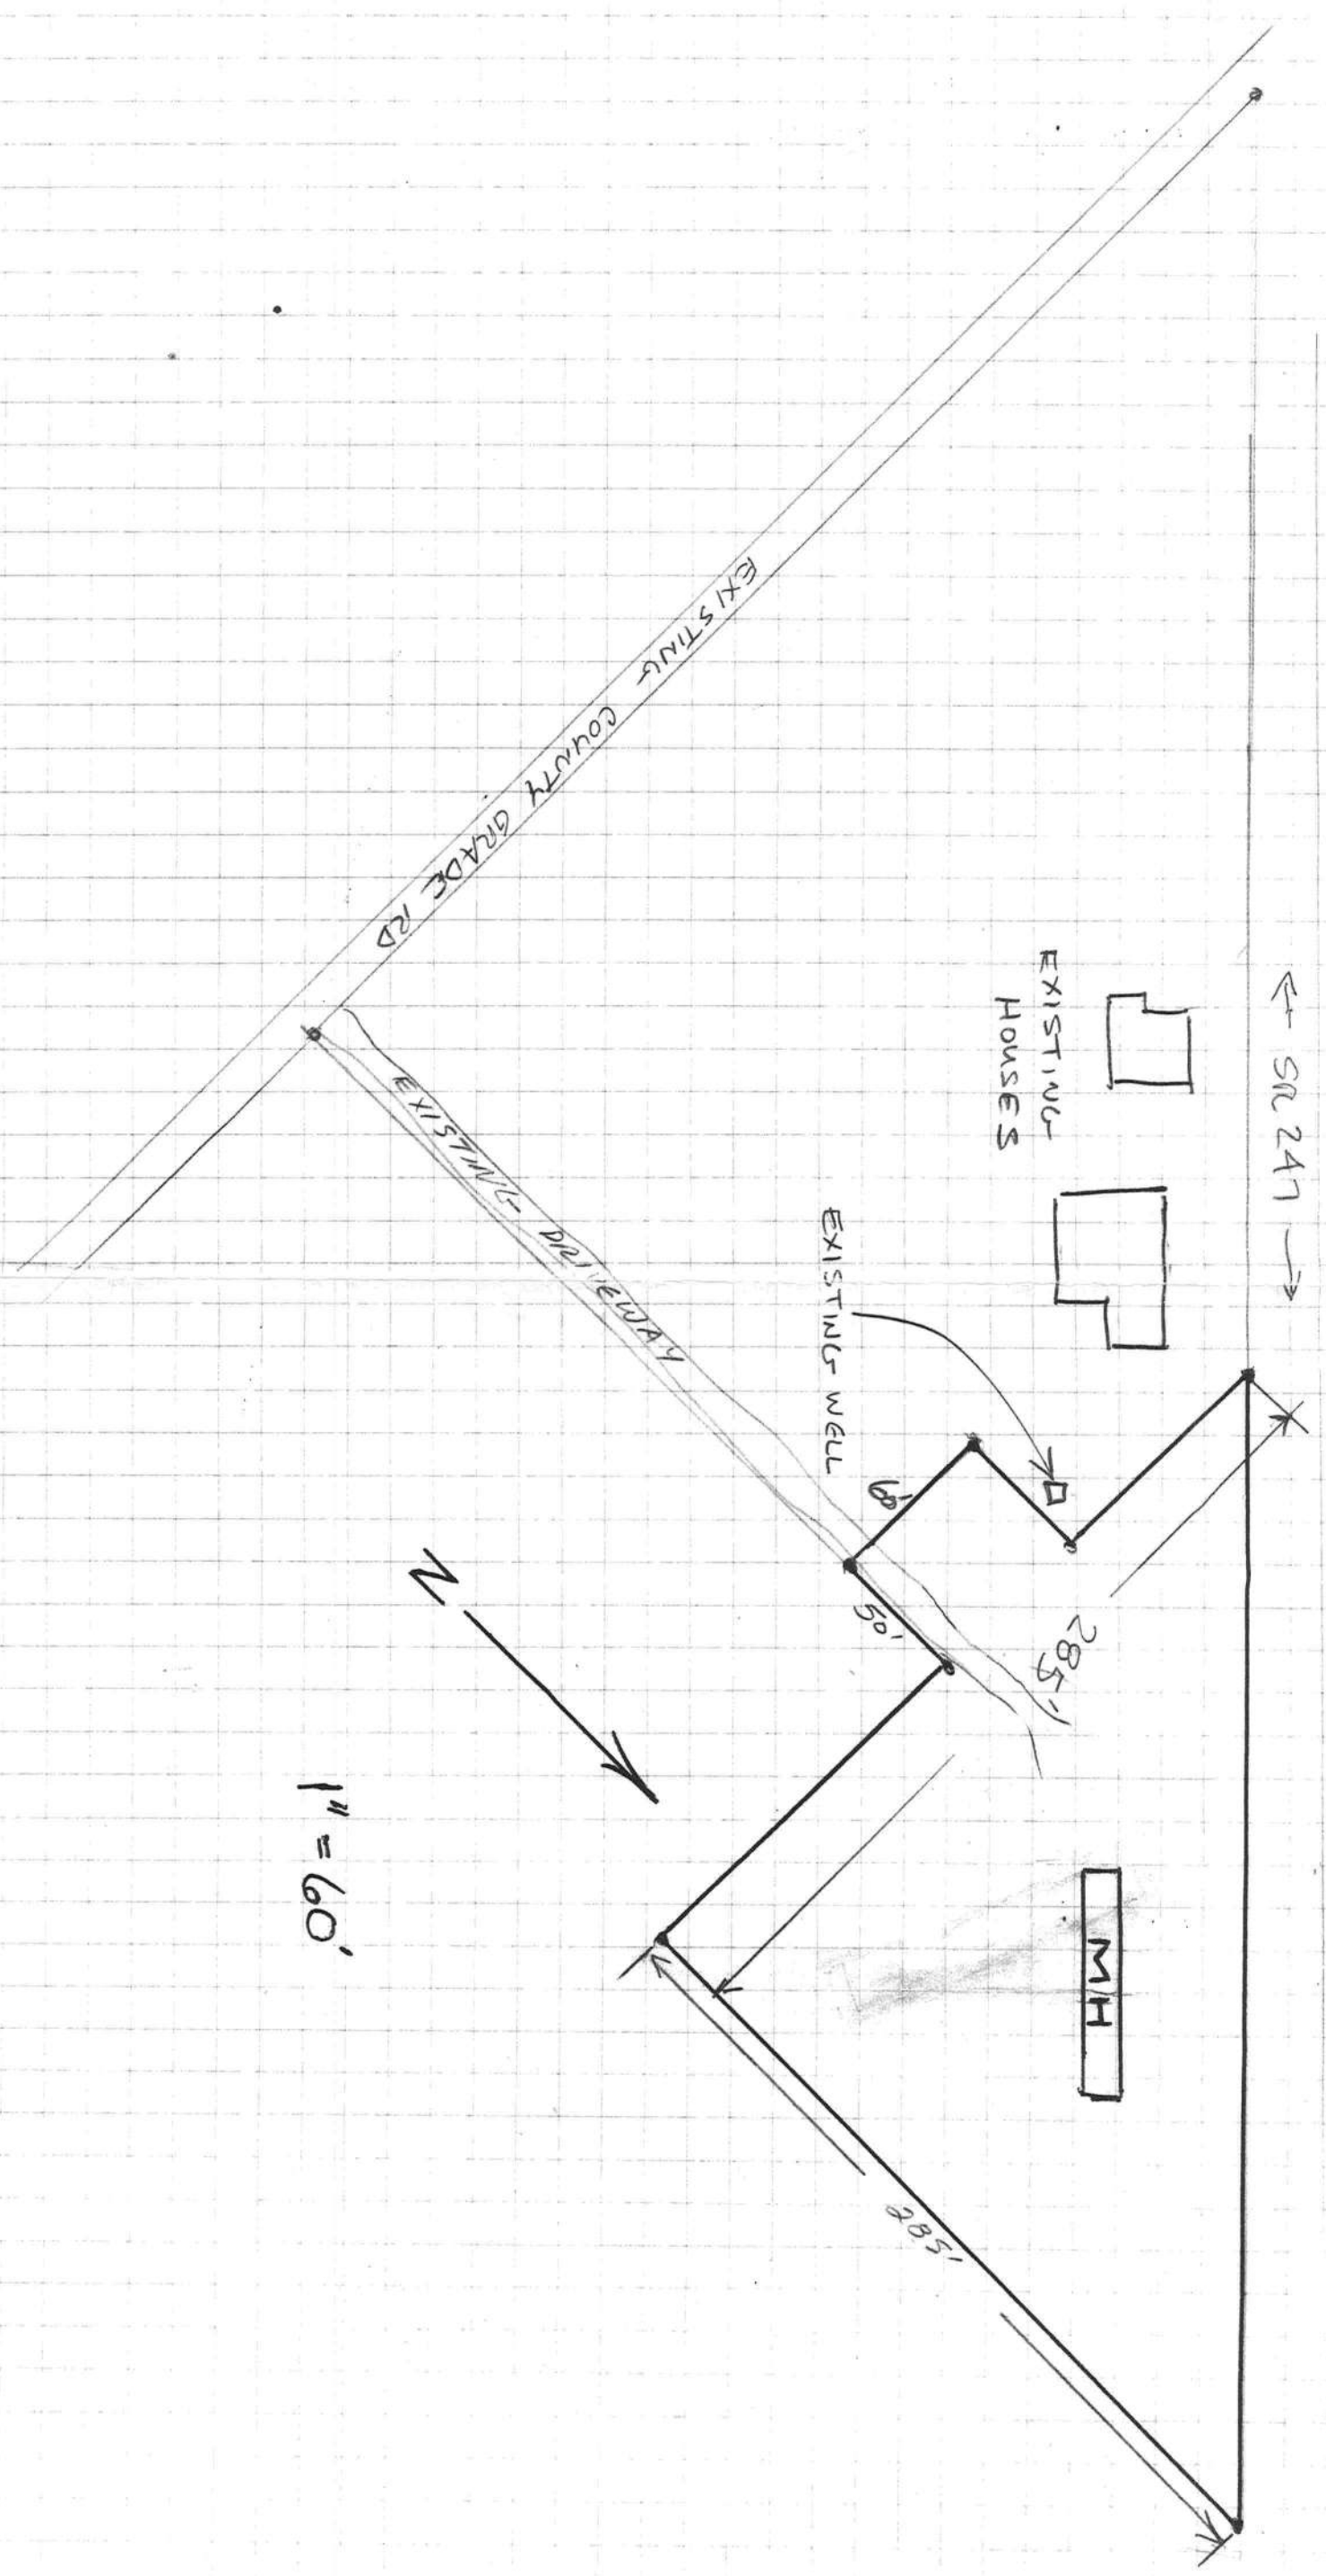 ← SR 247 →
EXISTING
HOUSES
EXISTING WELL
EXISTING COUNTY GRADE RD
EXISTING DRIVEWAY
60'
50'
285'
MH
285'
N
1" = 60'